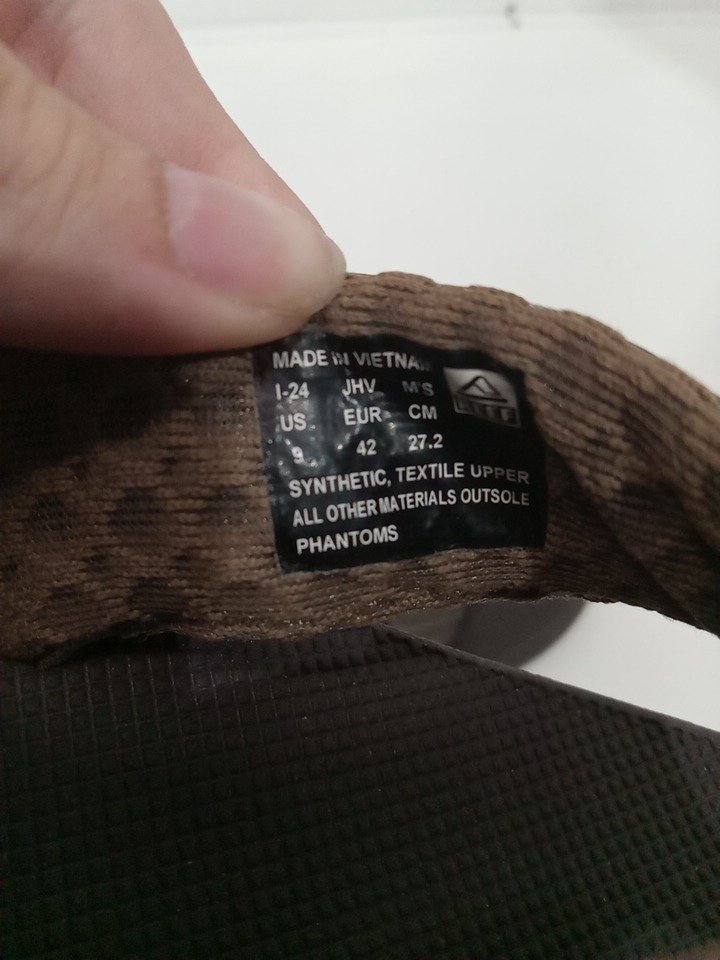 MADE IN VIETNAM
I-24 JHV M'S
US EUR CM
9 42 27.2
SYNTHETIC, TEXTILE UPPER
ALL OTHER MATERIALS OUTSOLE
PHANTOMS